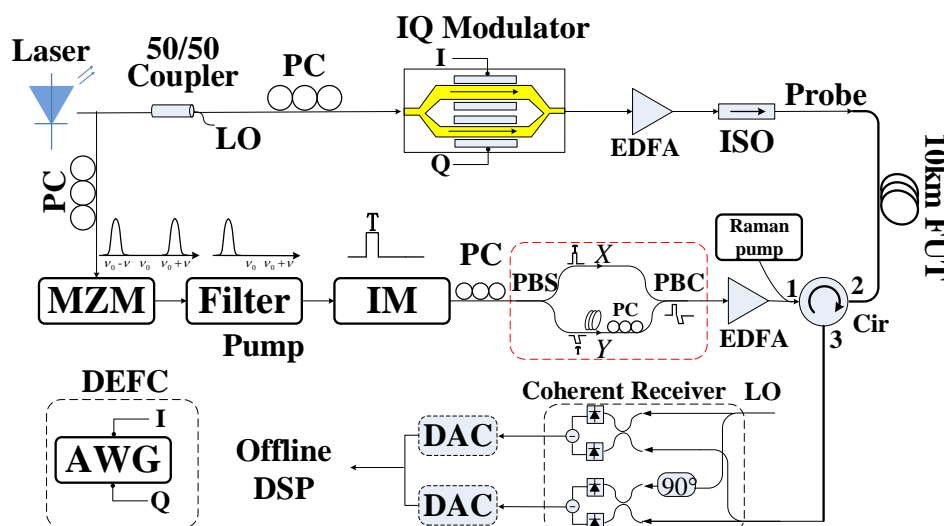 IQ Modulator
Laser
50/50
Coupler
PC
I
Probe
LO
Q
EDFA
ISO
10km FUT
PC
T
ν₀-ν ν₀ ν₀+ν
ν₀ ν₀+ν
Raman
pump
PC
PBS
X
PBC
1
2
MZM
Filter
IM
PC
T
Y
EDFA
3
Cir
Pump
DEFC
Coherent Receiver
LO
I
AWG
Q
Offline
DSP
DAC
DAC
90°